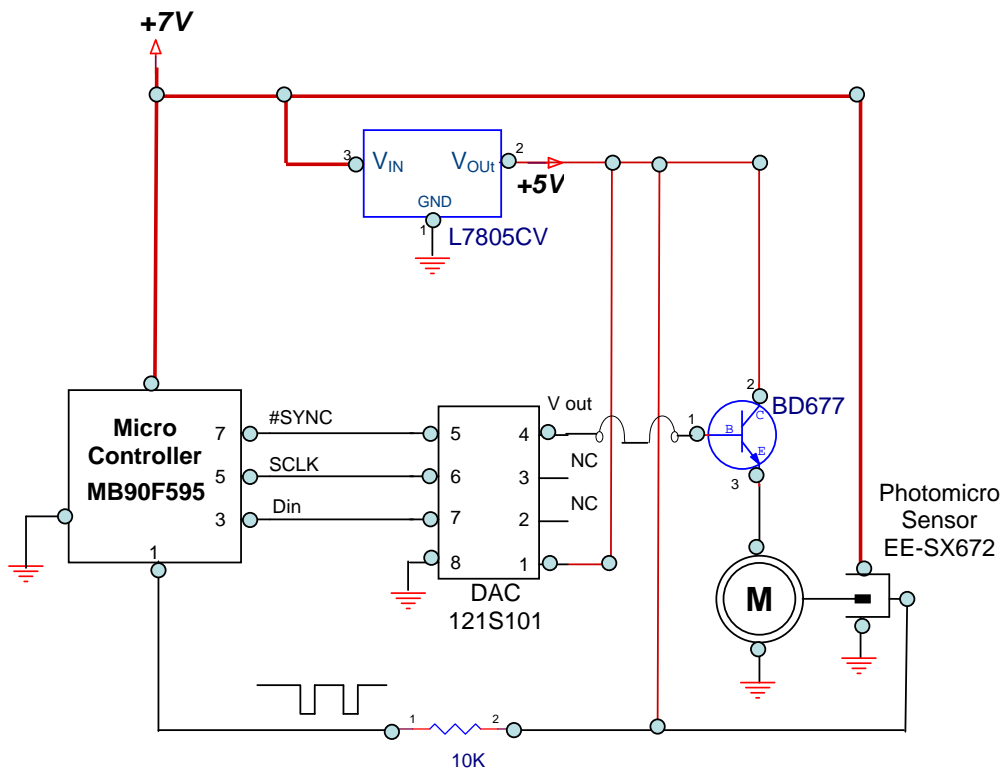 +7V
3
V_IN
V_OUt
2
+5V
GND
1
L7805CV
Micro
Controller
MB90F595
7
#SYNC
5
5
SCLK
6
3
Din
7
1
8
4
V out
3
NC
2
NC
1
DAC
121S101
1
2
BD677
B
C
E
3
M
Photomicro
Sensor
EE-SX672
1
2
10K